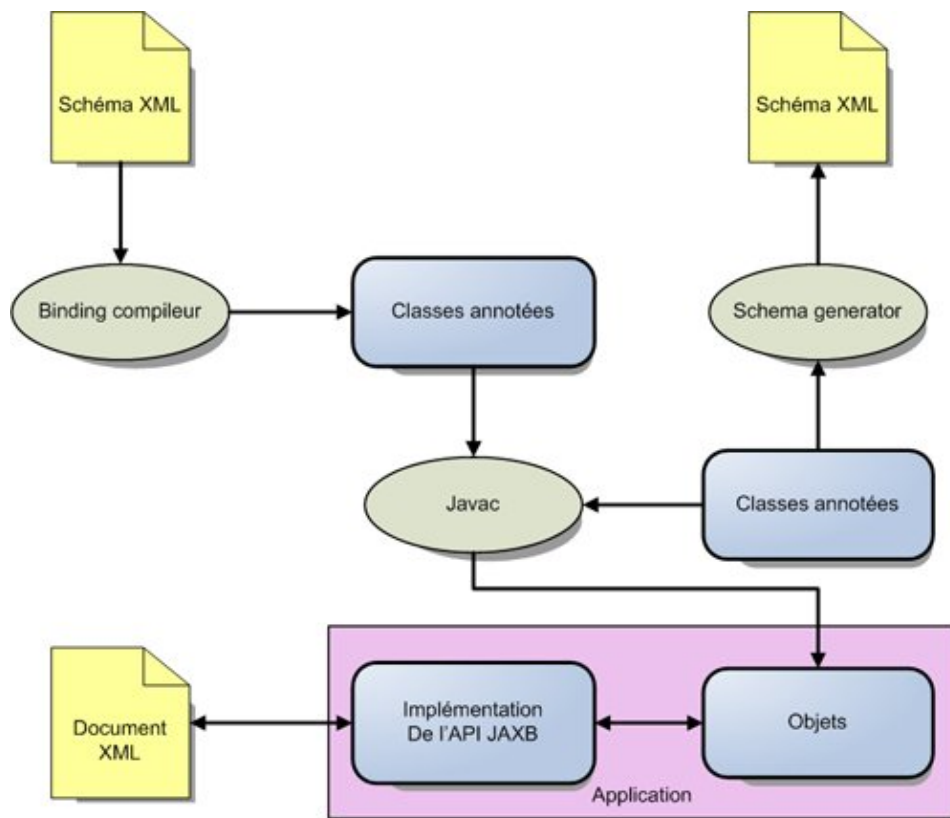 Schéma XML
Schéma XML
Binding compileur
Classes annotées
Schema generator
Javac
Classes annotées
Document
XML
Implémentation
De l'API JAXB
Objets
Application